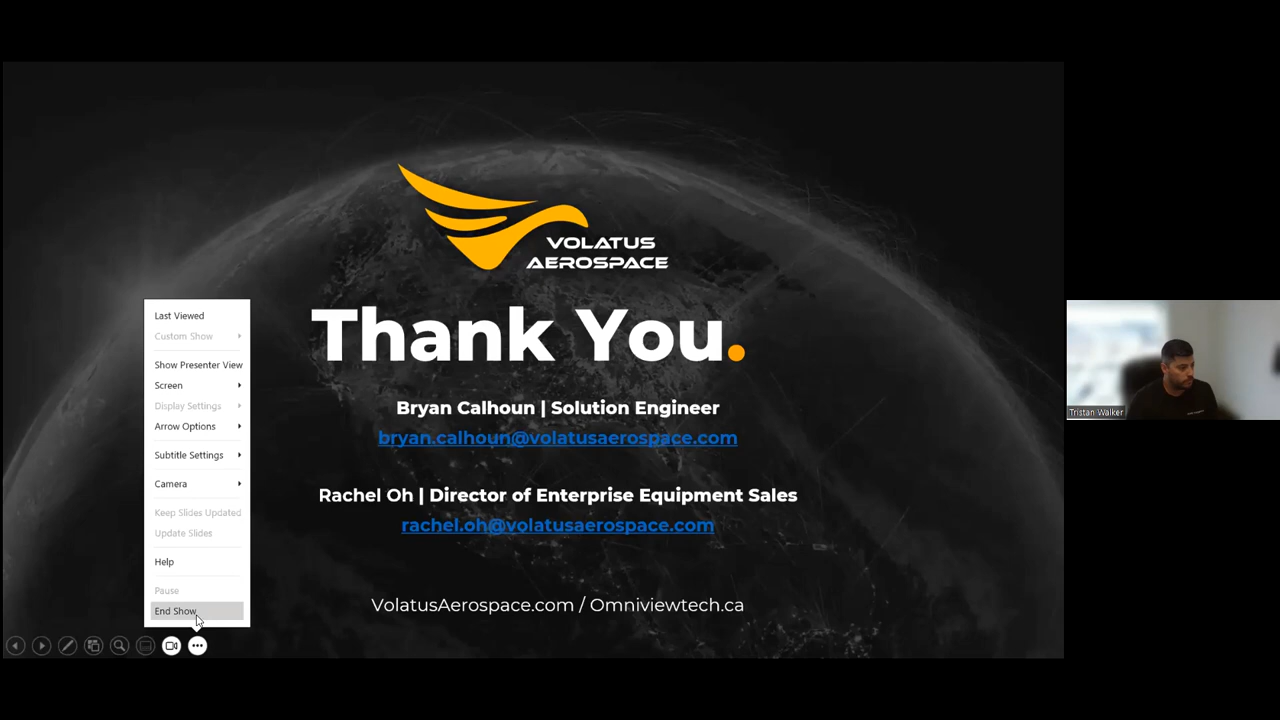 VOLATUS
AEROSPACE
Thank You.
Bryan Calhoun | Solution Engineer
bryan.calhoun@volatusaerospace.com
Rachel Oh | Director of Enterprise Equipment Sales
rachel.oh@volatusaerospace.com
VolatusAerospace.com / Omniviewtech.ca
Last Viewed
Custom Show
Show Presenter View
Screen
Display Settings
Arrow Options
Subtitle Settings
Camera
Keep Slides Updated
Update Slides
Help
Pause
End Show
Tristan Walker